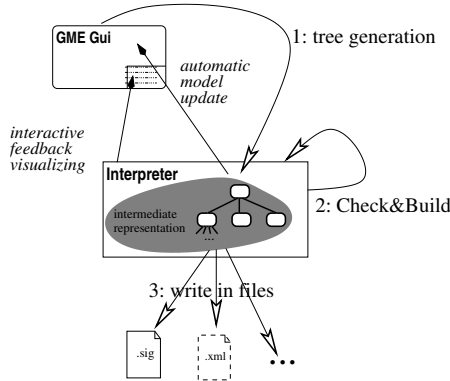 GME Gui
1: tree generation
automatic
model
update
interactive
feedback
visualizing
Interpreter
intermediate
representation
...
2: Check&Build
3: write in files
.sig
.xml
...